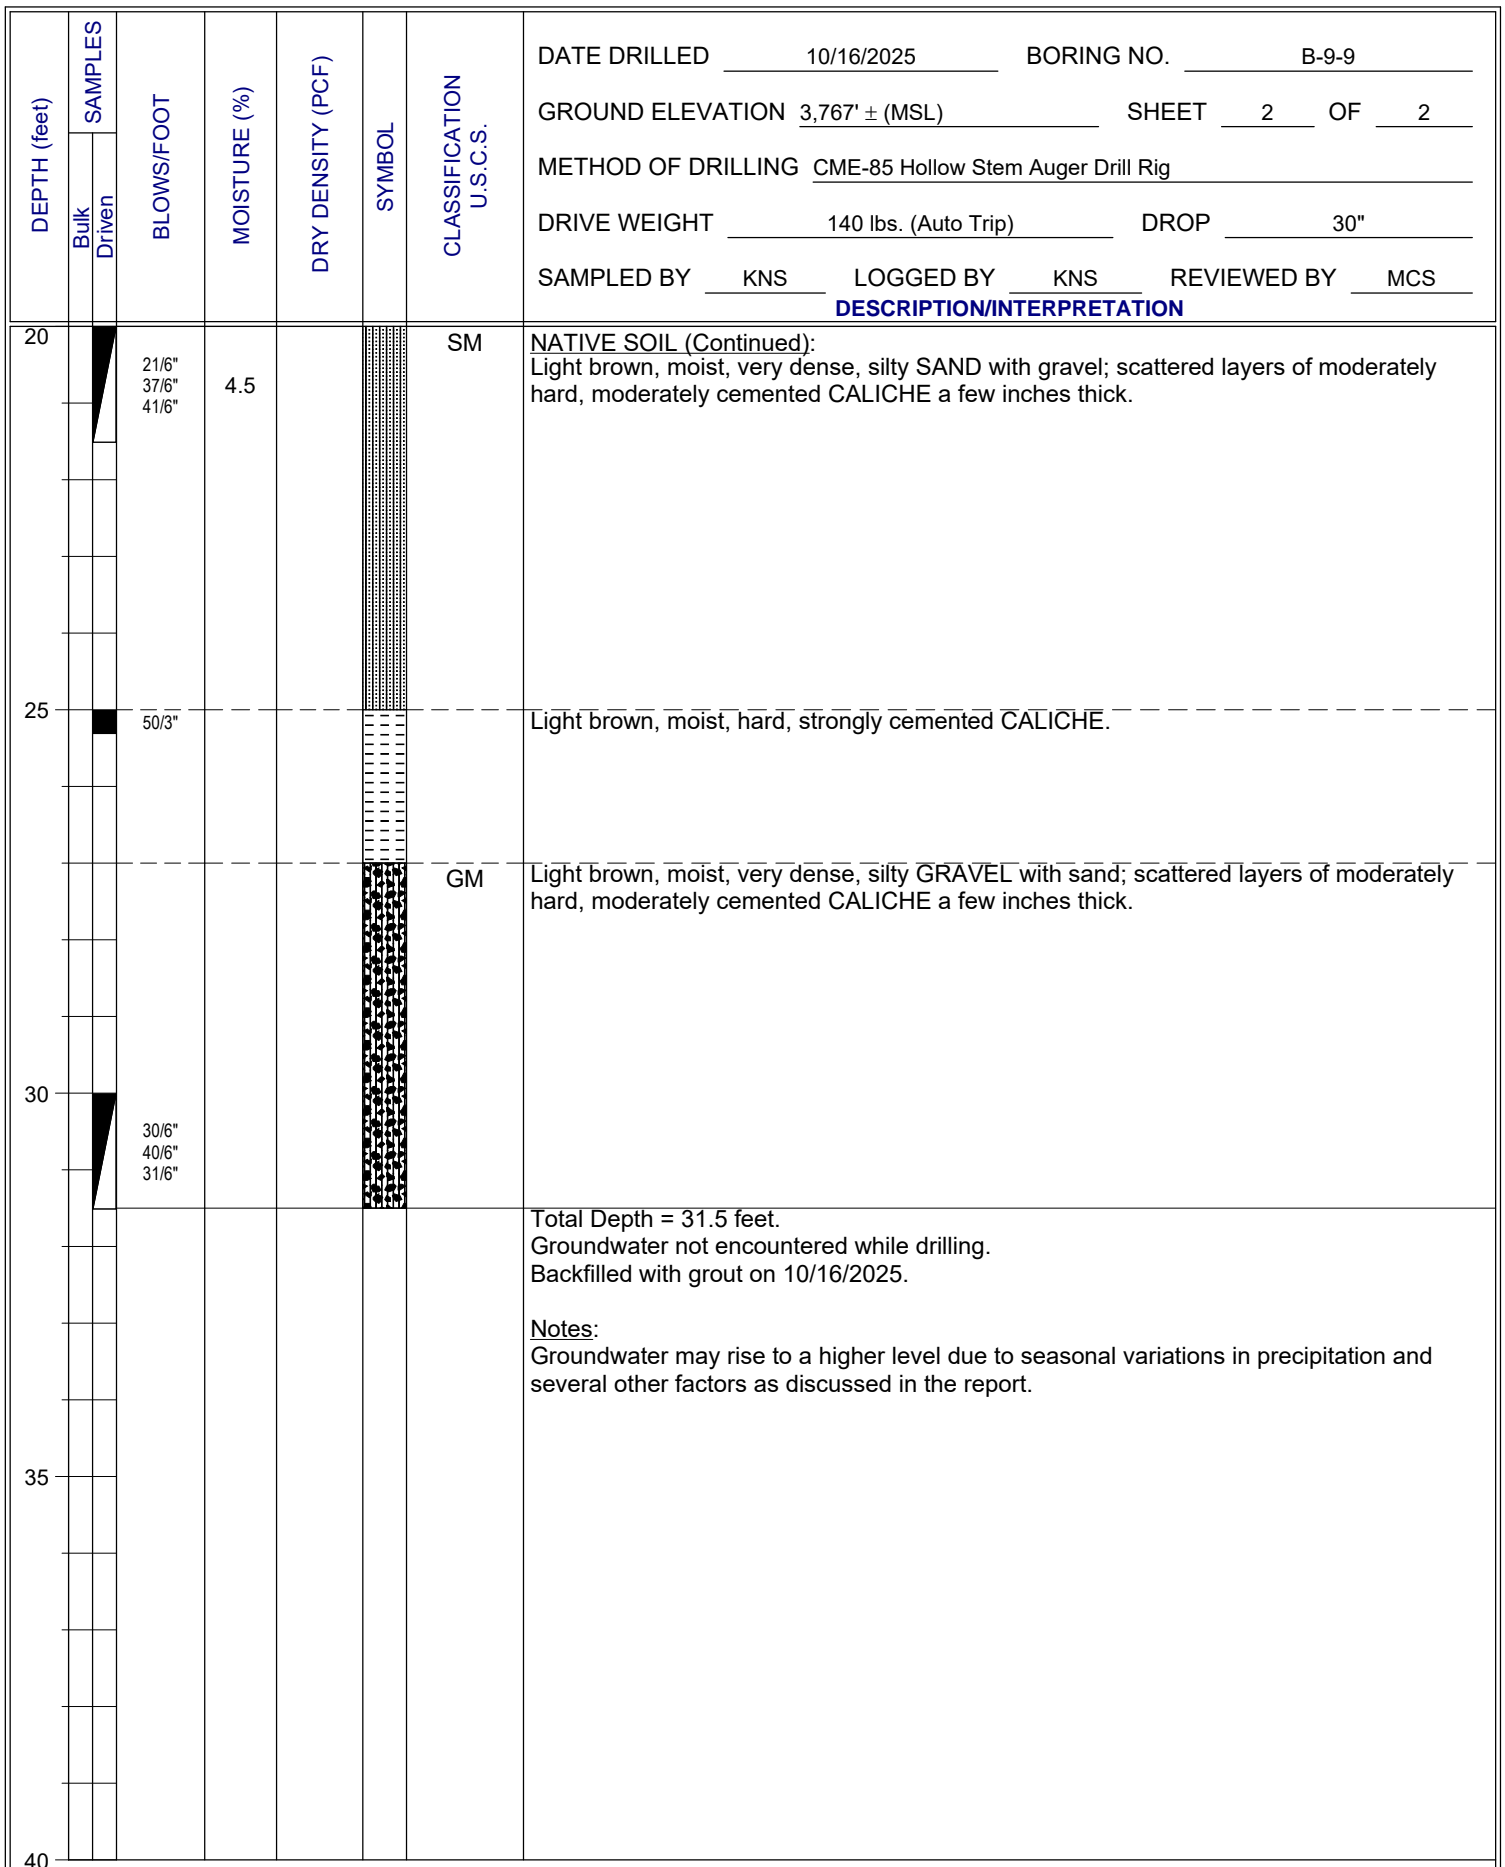 DEPTH (feet)
SAMPLES
Bulk
Driven
BLOWS/FOOT
MOISTURE (%)
DRY DENSITY (PCF)
SYMBOL
CLASSIFICATION
U.S.C.S.
DATE DRILLED 10/16/2025 BORING NO. B-9-9
GROUND ELEVATION 3,767' ± (MSL) SHEET 2 OF 2
METHOD OF DRILLING CME-85 Hollow Stem Auger Drill Rig
DRIVE WEIGHT 140 lbs. (Auto Trip) DROP 30"
SAMPLED BY KNS LOGGED BY KNS REVIEWED BY MCS
DESCRIPTION/INTERPRETATION
20
21/6"
37/6"
41/6"
4.5
SM
NATIVE SOIL (Continued):
Light brown, moist, very dense, silty SAND with gravel; scattered layers of moderately
hard, moderately cemented CALICHE a few inches thick.
25
50/3"
Light brown, moist, hard, strongly cemented CALICHE.
GM
Light brown, moist, very dense, silty GRAVEL with sand; scattered layers of moderately
hard, moderately cemented CALICHE a few inches thick.
30
30/6"
40/6"
31/6"
Total Depth = 31.5 feet.
Groundwater not encountered while drilling.
Backfilled with grout on 10/16/2025.
Notes:
Groundwater may rise to a higher level due to seasonal variations in precipitation and
several other factors as discussed in the report.
35
40